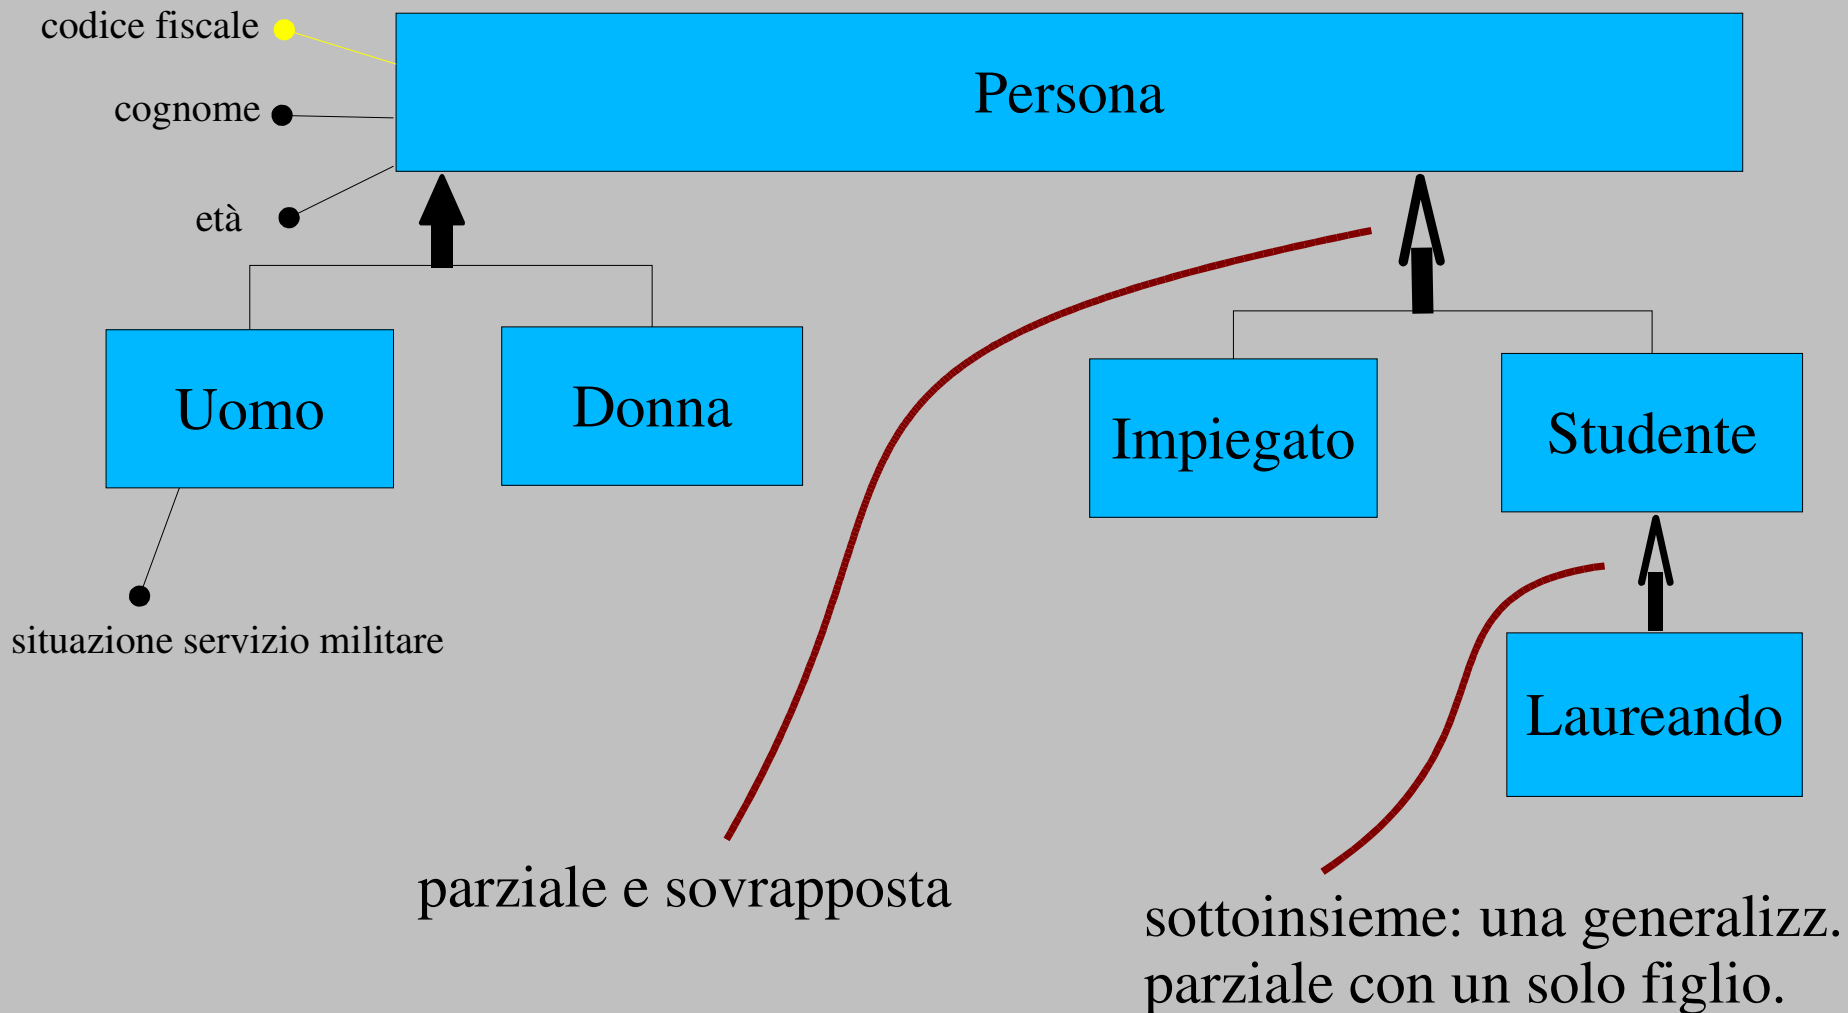 codice fiscale
Persona
cognome
età
Uomo
Donna
Impiegato
Studente
situazione servizio militare
Laureando
parziale e sovrapposta
sottoinsieme: una generalizz.
parziale con un solo figlio.